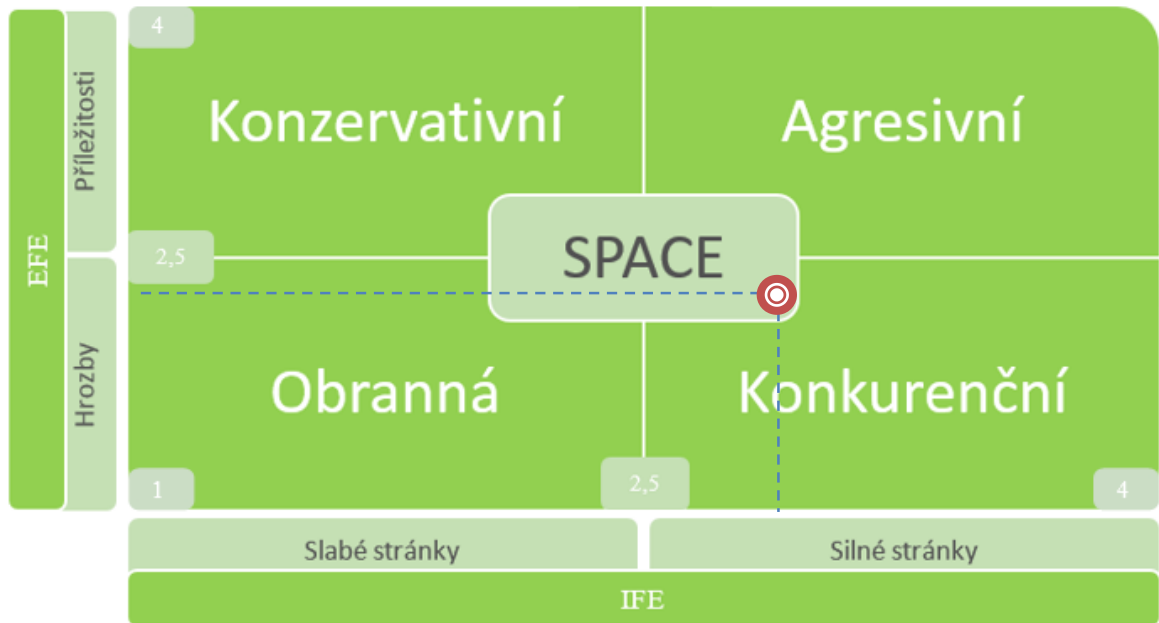 4
Konzervativní
Agresivní
Příležitosti
EFE
2,5
SPACE
Hrozby
Obranná
Konkurenční
1
2,5
4
Slabé stránky
Silné stránky
IFE